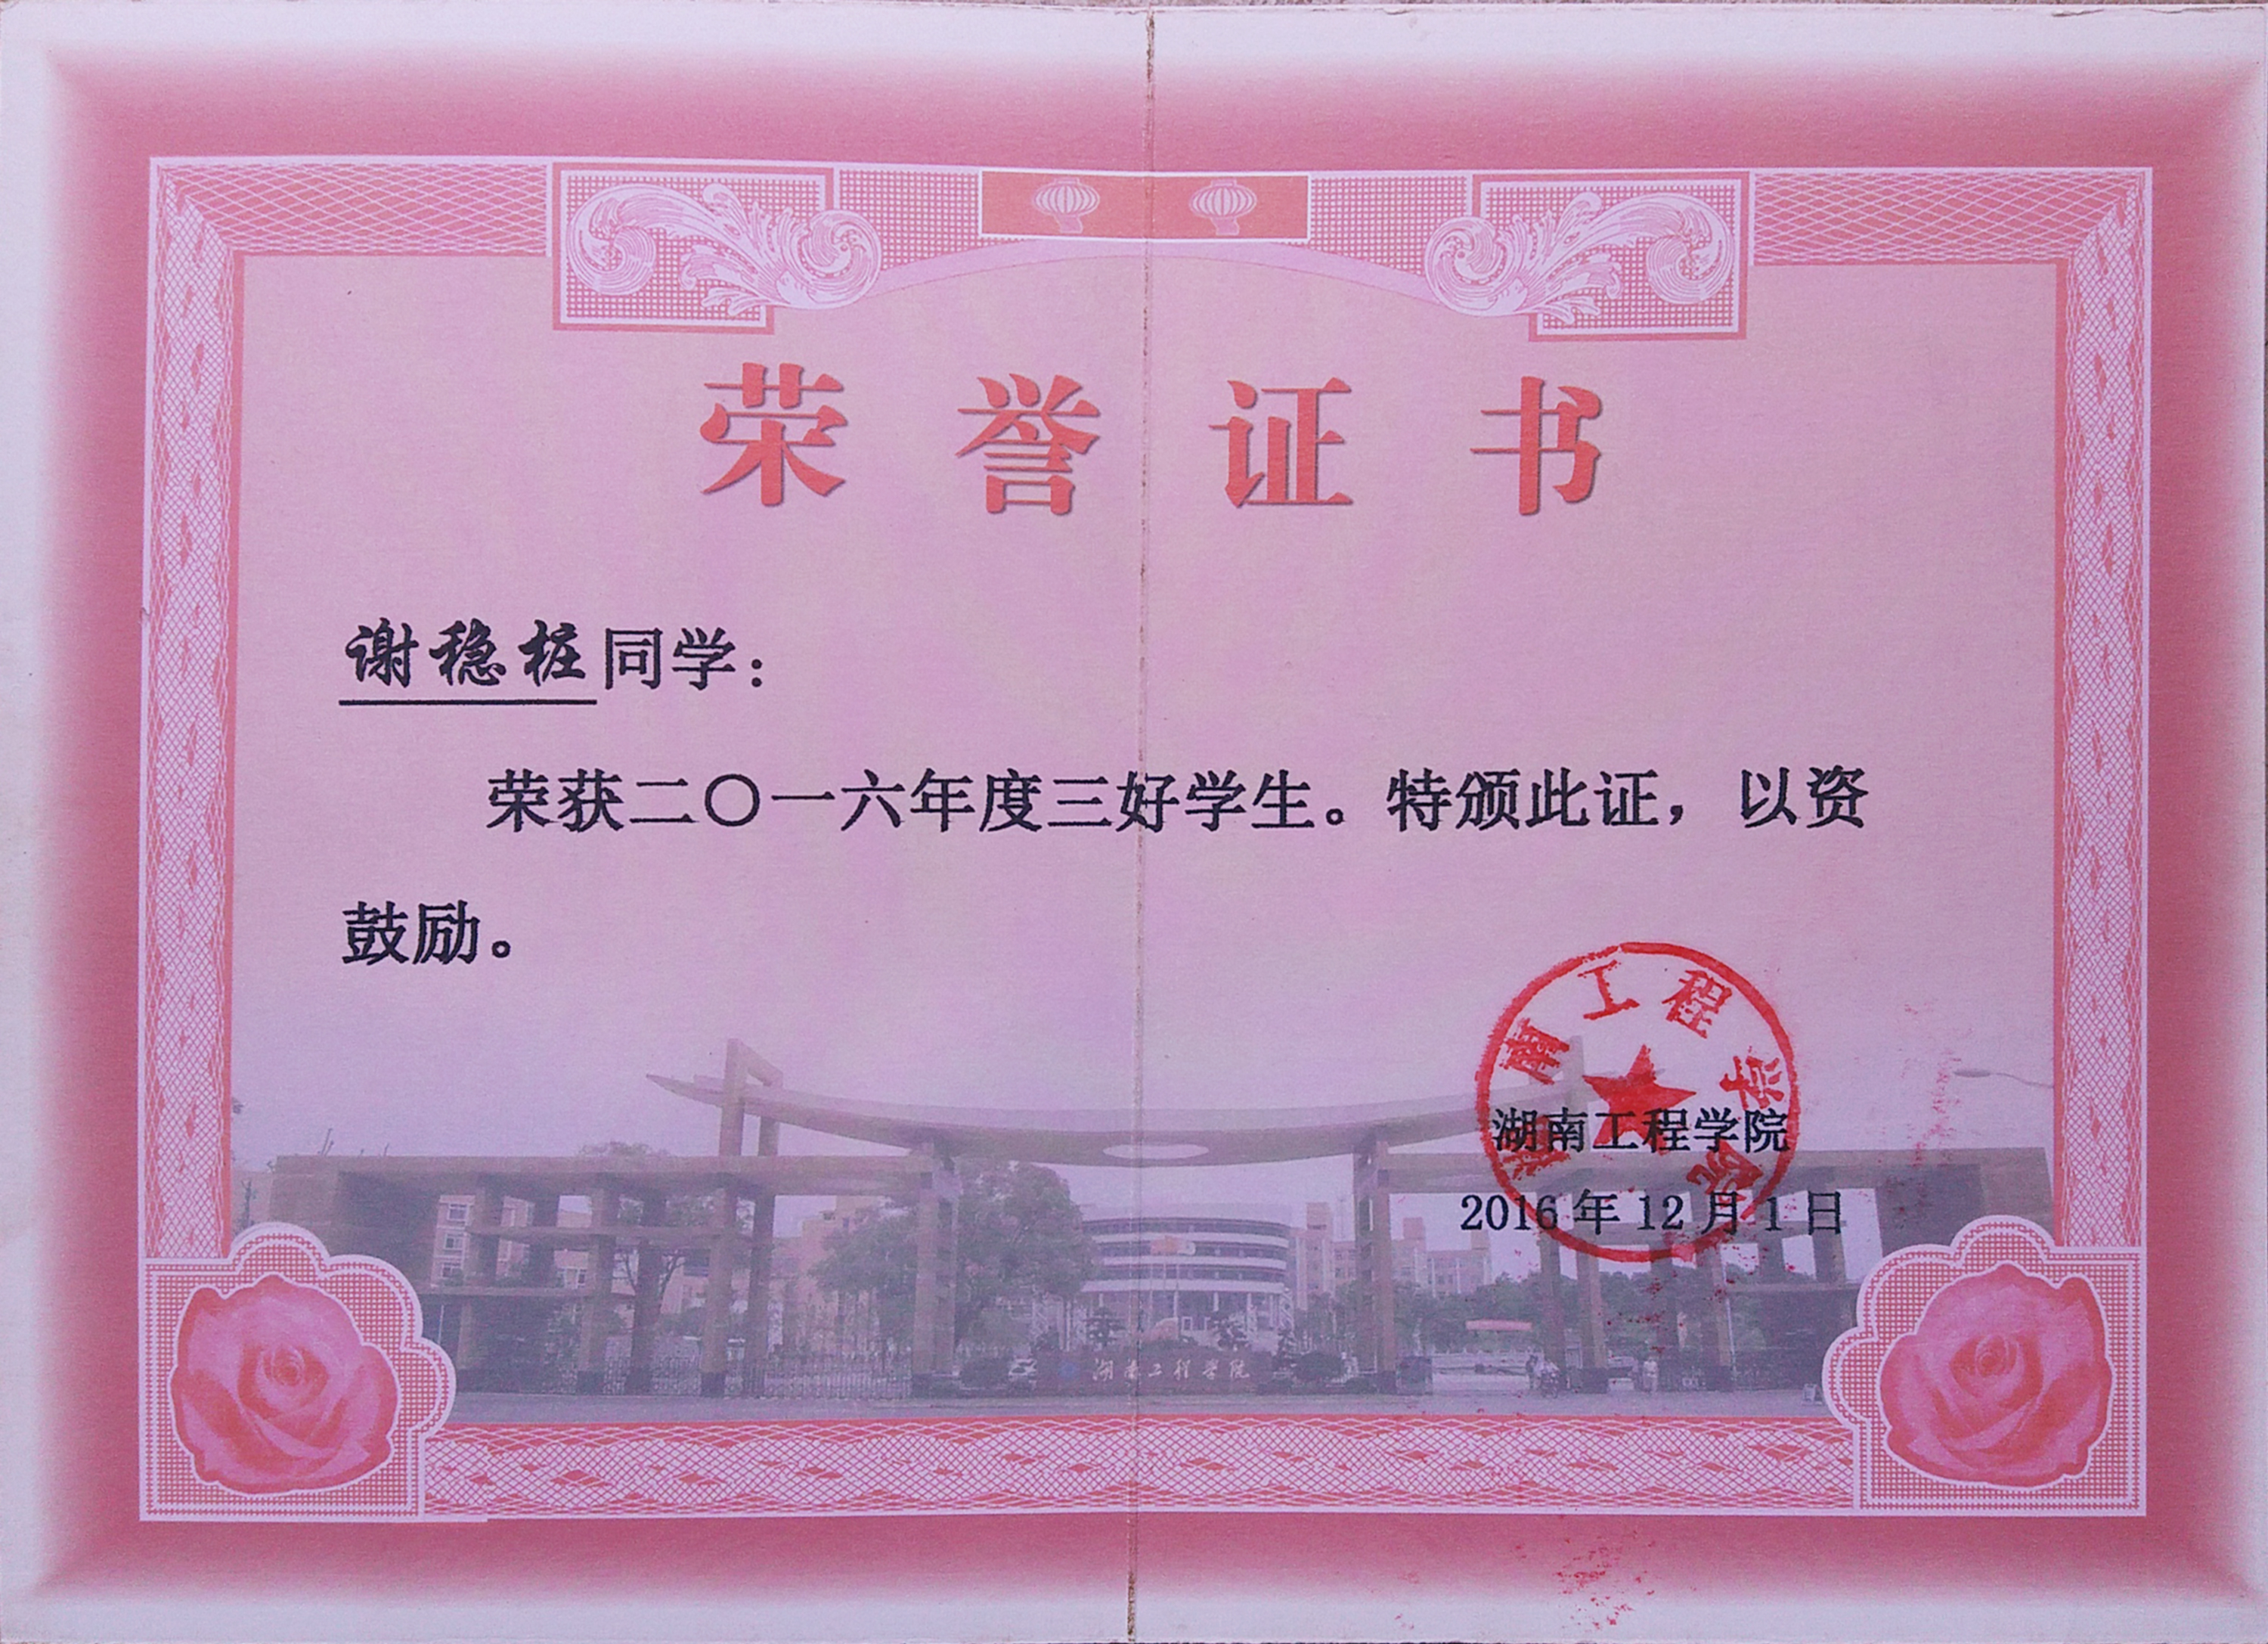 荣誉证书
谢稳桩同学：
荣获二〇一六年度三好学生。特颁此证，以资
鼓励。
湖南工程学院
湖南工程学院
2016年12月1日
湖南工程学院